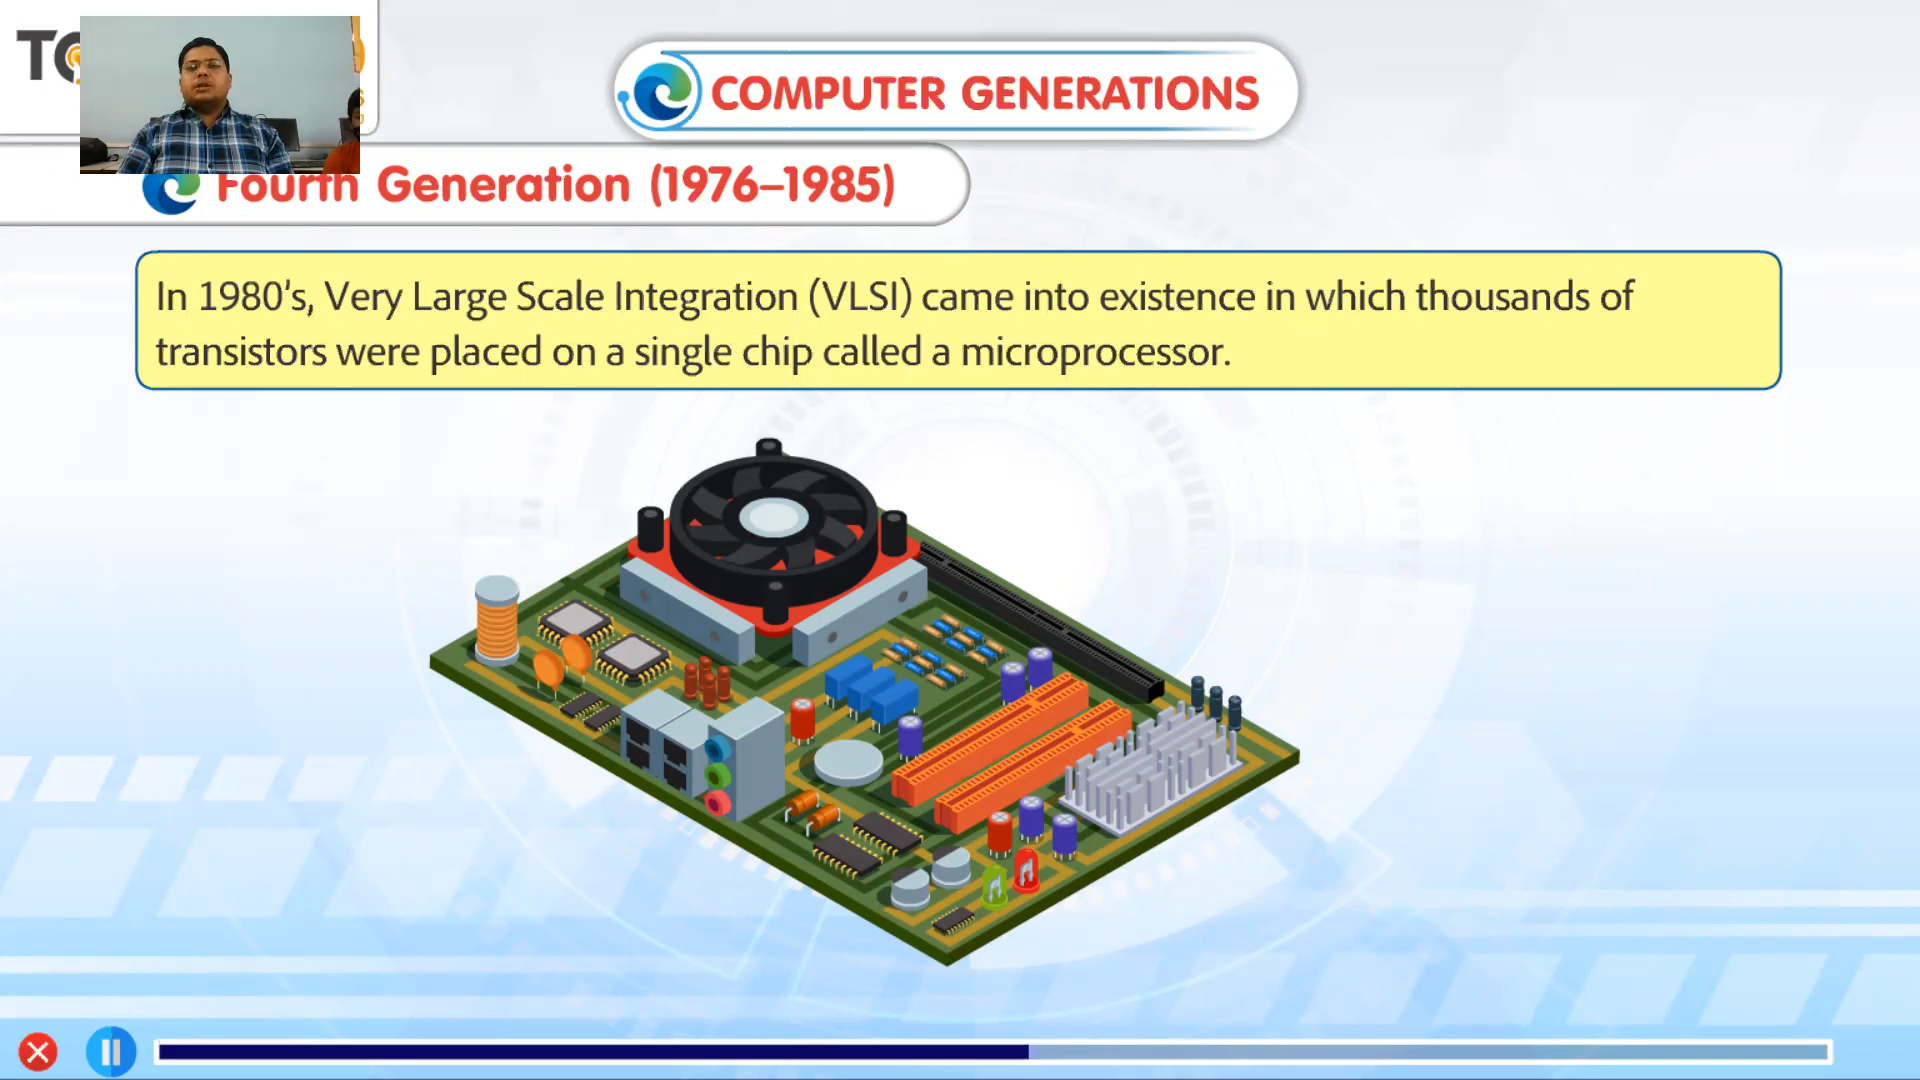 COMPUTER GENERATIONS
Fourth Generation (1976–1985)
In 1980's, Very Large Scale Integration (VLSI) came into existence in which thousands of
transistors were placed on a single chip called a microprocessor.